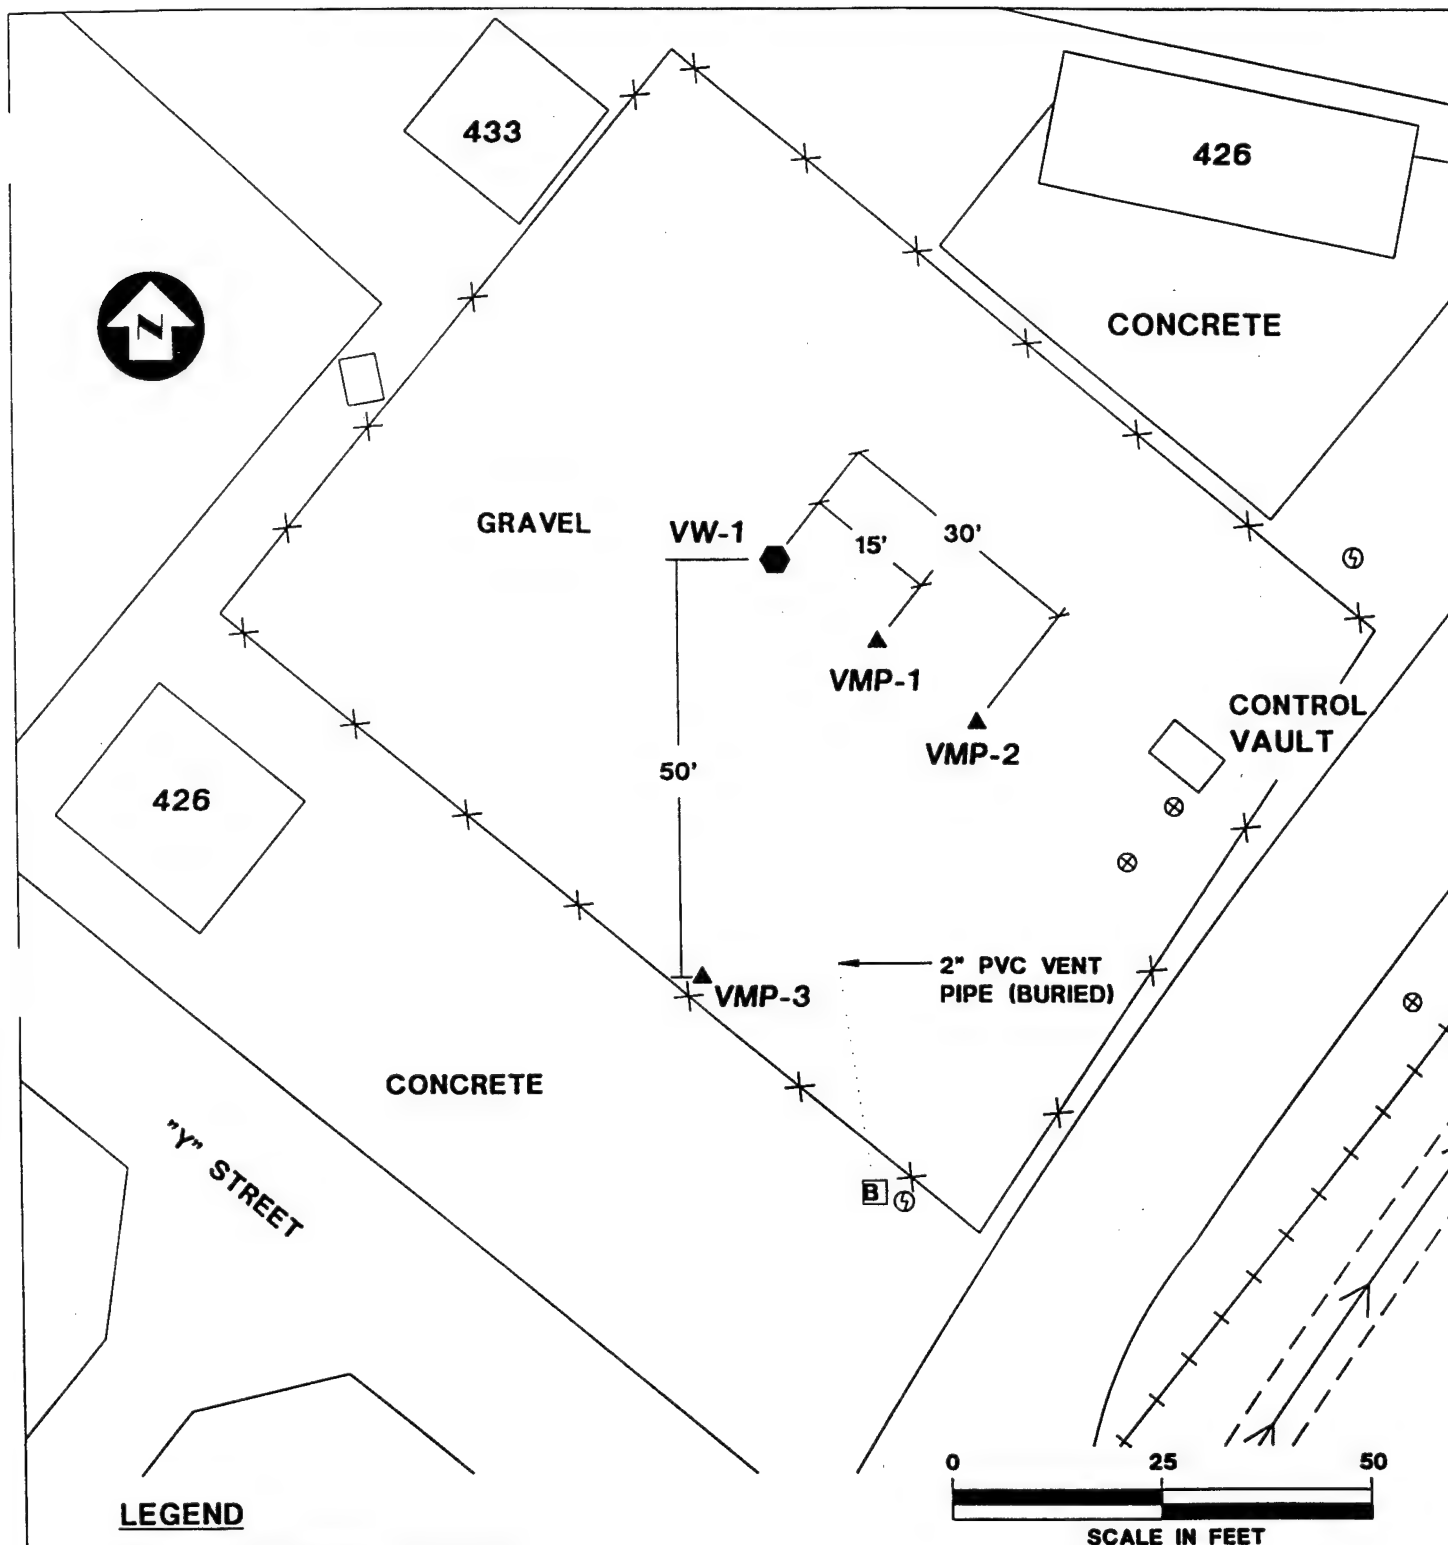 433
426
N
CONCRETE
GRAVEL
VW-1
15'
30'
VMP-1
VMP-2
CONTROL
VAULT
50'
426
2" PVC VENT
PIPE (BURIED)
VMP-3
CONCRETE
"Y" STREET
B
0 25 50
SCALE IN FEET
LEGEND